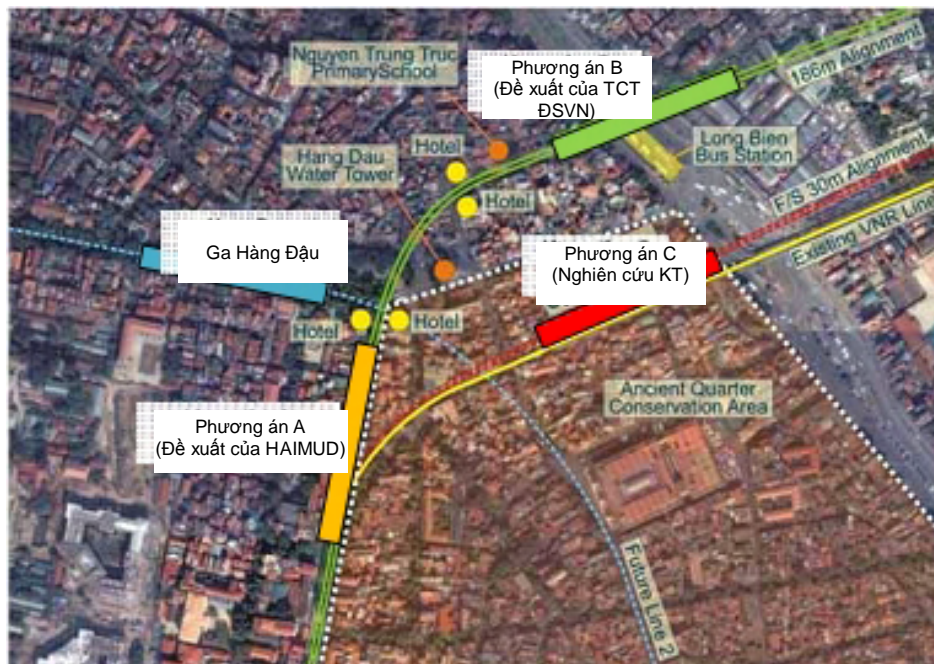 Nguyen Trung Truc
PrimarySchool
Phương án B
(Đề xuất của TCT
ĐSVN)
186m Alignment
Hotel
Long Bien
Bus Station
Hang Dau
Water Tower
Hotel
F/S 30m Alignment
Existing VNR Line
Ga Hàng Đậu
Phương án C
(Nghiên cứu KT)
Hotel
Hotel
Ancient Quarter
Conservation Area
Phương án A
(Đề xuất của HAIMUD)
Future Line 2